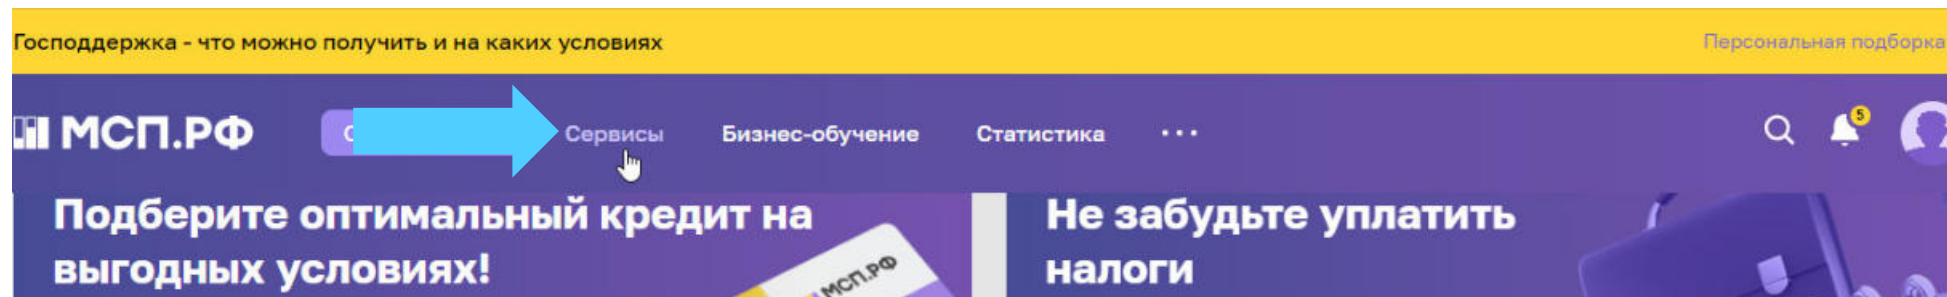 Господдержка - что можно получить и на каких условиях
Персональная подборка
МСП.РФ
Сервисы
Бизнес-обучение
Статистика
5
Подберите оптимальный кредит на
выгодных условиях!
МСП.РФ
Не забудьте уплатить
налоги